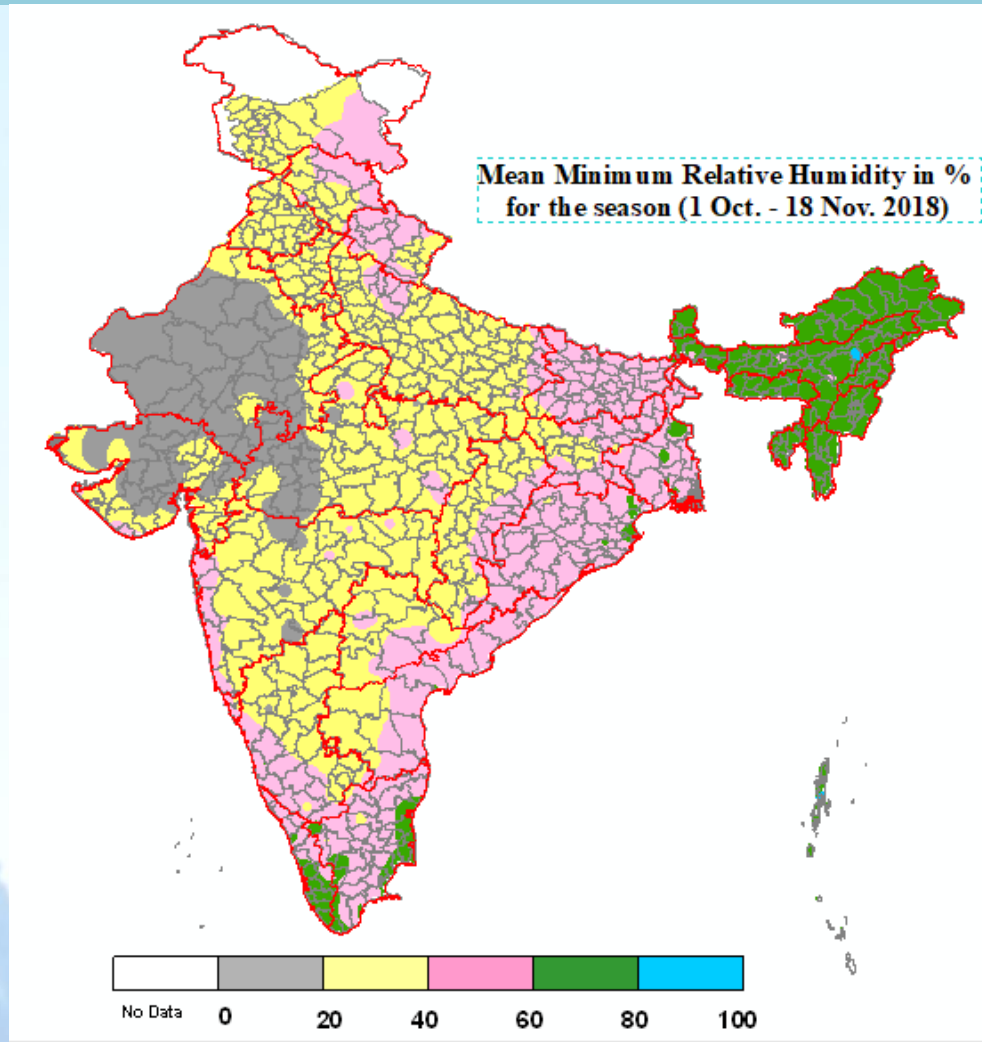 Mean Minimum Relative Humidity in %
for the season (1 Oct. - 18 Nov. 2018)
No Data 0 20 40 60 80 100